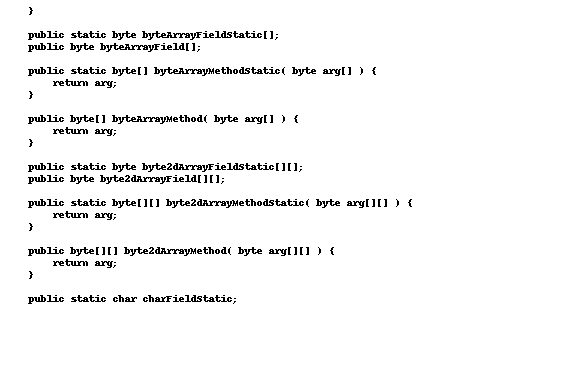 }
public static byte byteArrayFieldStatic[];
public byte byteArrayField[];
public static byte[] byteArrayMethodStatic( byte arg[] ) {
return arg;
}
public byte[] byteArrayMethod( byte arg[] ) {
return arg;
}
public static byte byte2dArrayFieldStatic[][];
public byte byte2dArrayField[][];
public static byte[][] byte2dArrayMethodStatic( byte arg[][] ) {
return arg;
}
public byte[][] byte2dArrayMethod( byte arg[][] ) {
return arg;
}
public static char charFieldStatic;